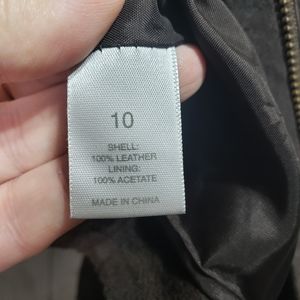 10
SHELL:
100% LEATHER
LINING:
100% ACETATE
MADE IN CHINA